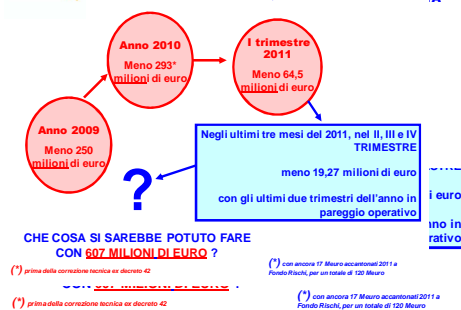 Anno 2010
Meno 293*
milioni di euro
I trimestre
2011
Meno 64,5
milioni di euro
Anno 2009
Meno 250
milioni di euro
Negli ultimi tre mesi del 2011, nel II, III e IV
TRIMESTRE
meno 19,27 milioni di euro
con gli ultimi due trimestri dell'anno in
pareggio operativo
?
i euro
nno in
rativo
CHE COSA SI SAREBBE POTUTO FARE
CON 607 MILIONI DI EURO ?
(*) prima della correzione tecnica ex decreto 42
(*) con ancora 17 Meuro accantonati 2011 a
Fondo Rischi, per un totale di 120 Meuro
(*) prima della correzione tecnica ex decreto 42
(*) con ancora 17 Meuro accantonati 2011 a
Fondo Rischi, per un totale di 120 Meuro